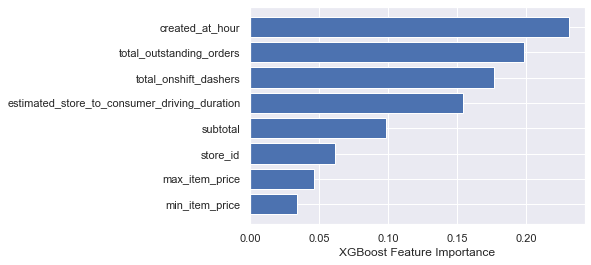 created_at_hour
total_outstanding_orders
total_onshift_dashers
estimated_store_to_consumer_driving_duration
subtotal
store_id
max_item_price
min_item_price
0.00 0.05 0.10 0.15 0.20
XGBoost Feature Importance